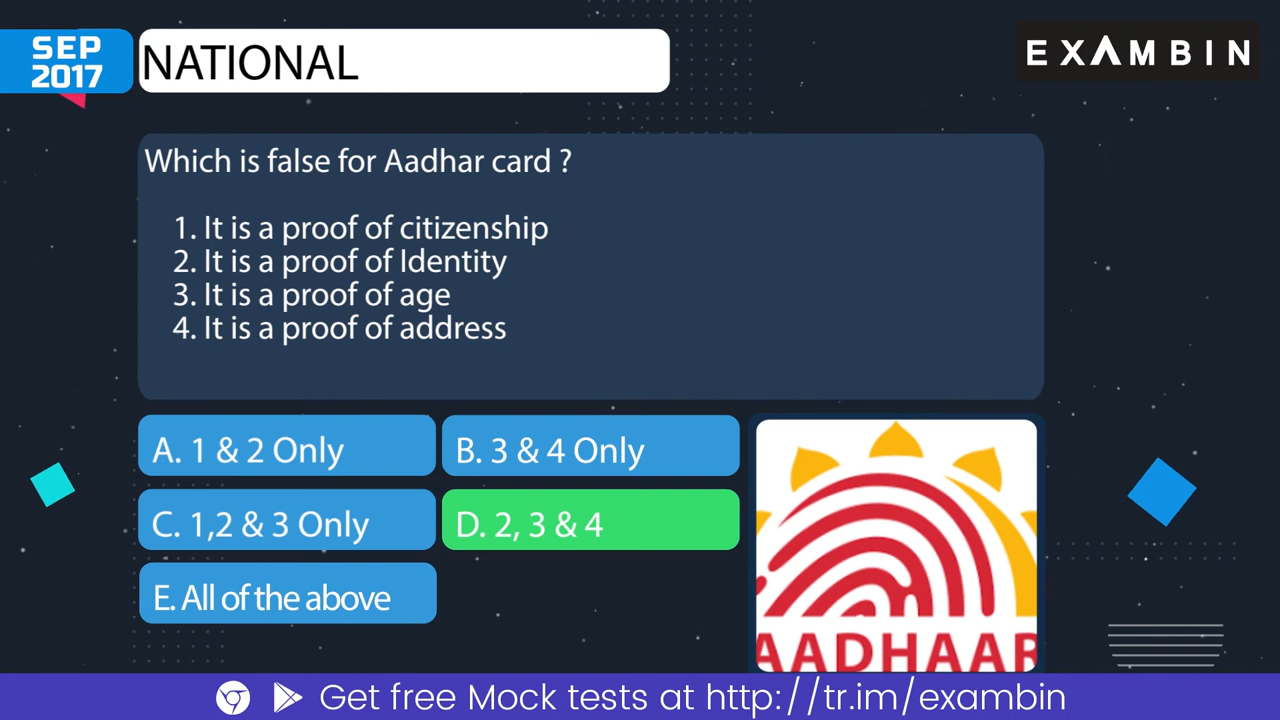 SEP
2017
NATIONAL
EXAMBIN
Which is false for Aadhar card ?
1. It is a proof of citizenship
2. It is a proof of Identity
3. It is a proof of age
4. It is a proof of address
A. 1 & 2 Only
B. 3 & 4 Only
C. 1,2 & 3 Only
D. 2, 3 & 4
E. All of the above
AADHAAR
Get free Mock tests at http://tr.im/exambin